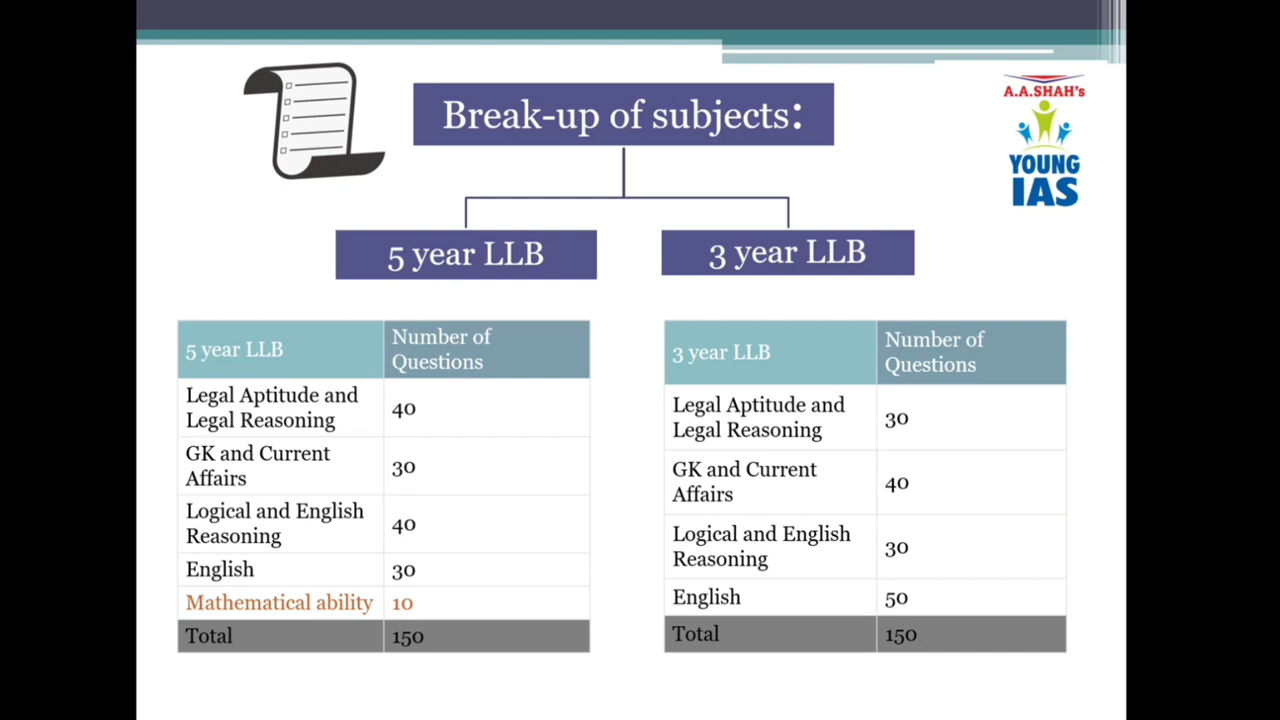 Break-up of subjects:
A.A.SHAH's
YOUNG
IAS
5 year LLB
3 year LLB
5 year LLB
Number of
Questions
Legal Aptitude and
Legal Reasoning
40
GK and Current
Affairs
30
Logical and English
Reasoning
40
English
30
Mathematical ability
10
Total
150
3 year LLB
Number of
Questions
Legal Aptitude and
Legal Reasoning
30
GK and Current
Affairs
40
Logical and English
Reasoning
30
English
50
Total
150